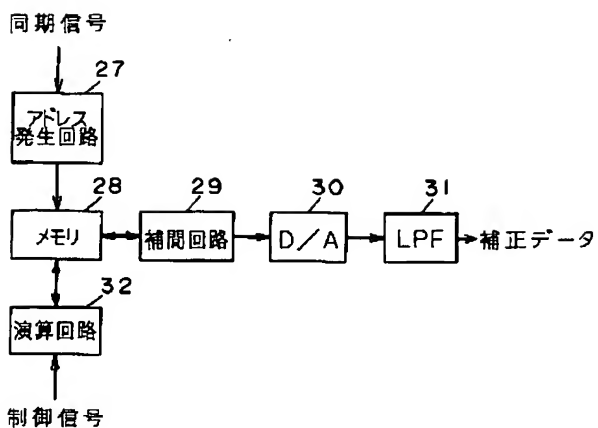 同期信号
27
アドレス
発生回路
28
29
30
31
メモリ
補間回路
D/A
LPF
補正データ
32
演算回路
制御信号